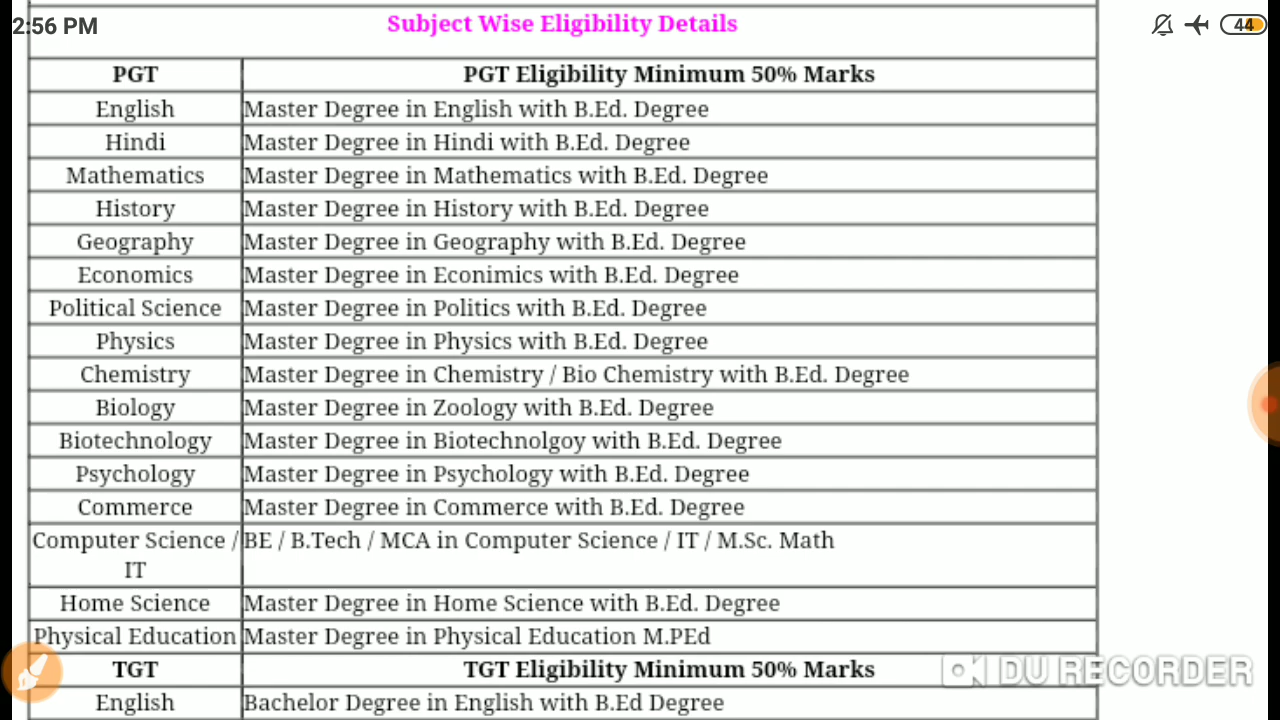 2:56 PM
44
Subject Wise Eligibility Details
PGT PGT Eligibility Minimum 50% Marks
English Master Degree in English with B.Ed. Degree
Hindi Master Degree in Hindi with B.Ed. Degree
Mathematics Master Degree in Mathematics with B.Ed. Degree
History Master Degree in History with B.Ed. Degree
Geography Master Degree in Geography with B.Ed. Degree
Economics Master Degree in Econimics with B.Ed. Degree
Political Science Master Degree in Politics with B.Ed. Degree
Physics Master Degree in Physics with B.Ed. Degree
Chemistry Master Degree in Chemistry / Bio Chemistry with B.Ed. Degree
Biology Master Degree in Zoology with B.Ed. Degree
Biotechnology Master Degree in Biotechnolgoy with B.Ed. Degree
Psychology Master Degree in Psychology with B.Ed. Degree
Commerce Master Degree in Commerce with B.Ed. Degree
Computer Science / BE / B.Tech / MCA in Computer Science / IT / M.Sc. Math
IT
Home Science Master Degree in Home Science with B.Ed. Degree
Physical Education Master Degree in Physical Education M.PEd
TGT TGT Eligibility Minimum 50% Marks
DU RECORDER
English Bachelor Degree in English with B.Ed Degree